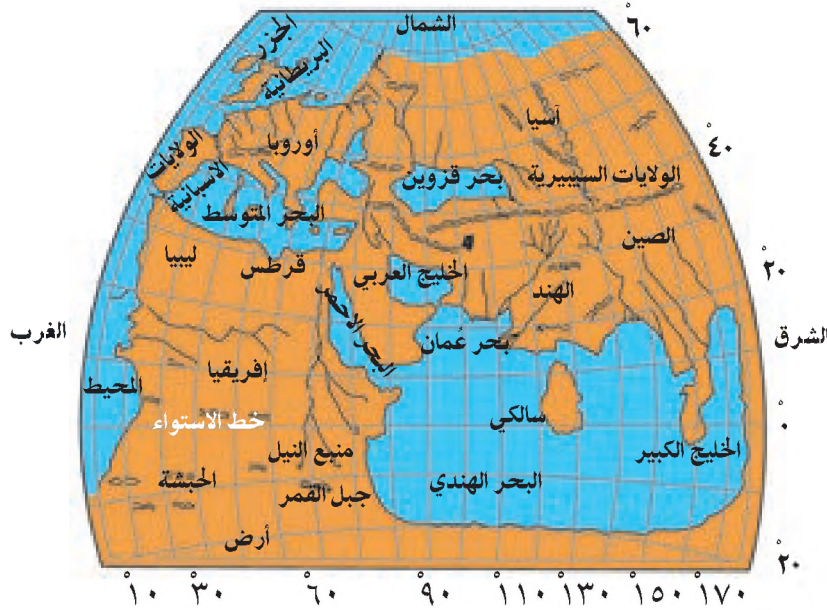 الشمال
٦٠°
الجزر
البريطانية
آسيا
أوروبا
٤٠°
الولايات
الاسبانية
بحر قزوين
الولايات السيبيرية
البحر المتوسط
الصين
ليبيا
قرطس
الخليج العربي
٢٠°
الهند
البحر الاحمر
الغرب
بحر عُمان
الشرق
إفريقيا
المحيط
سالكي
خط الاستواء
٠°
منبع النيل
الخليج الكبير
الحبشة
جبل القمر
البحر الهندي
أرض
٢٠°
١٠° ٣٠° ٦٠° ٩٠° ١١٠° ١٣٠° ١٥٠° ١٧٠°